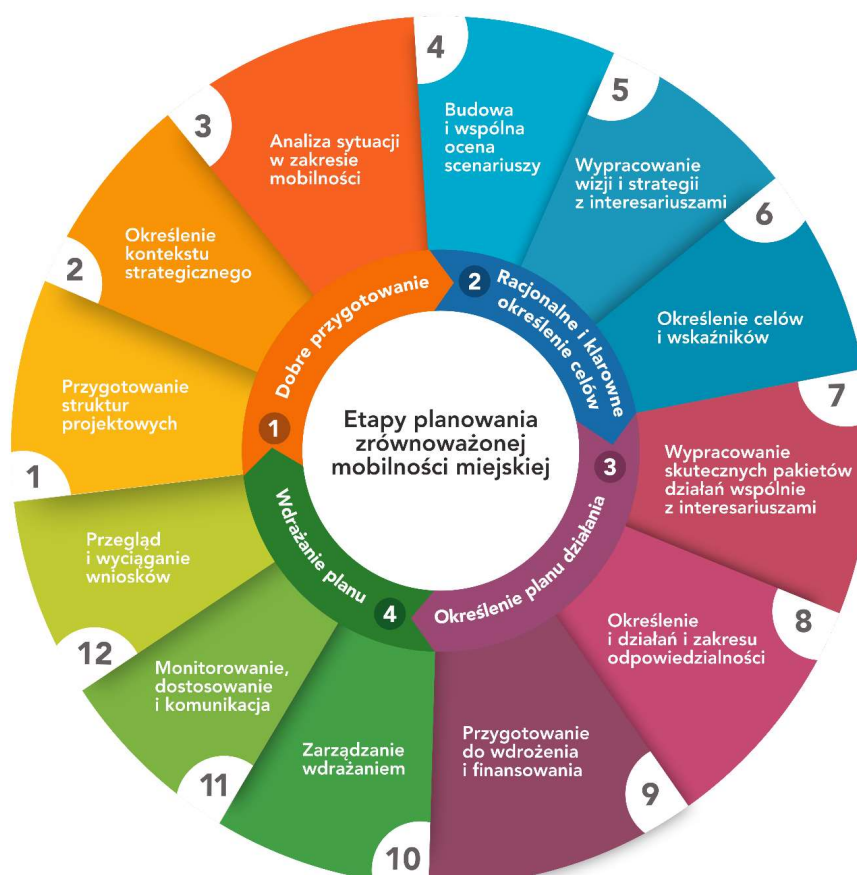 Etapy planowania
zrównoważonej
mobilności miejskiej
1
Dobre przygotowanie
2
Racjonalne i klarowne
określenie celów
3
Określenie planu działania
4
Wdrażanie planu
1
Przygotowanie
struktur
projektowych
2
Określenie
kontekstu
strategicznego
3
Analiza sytuacji
w zakresie
mobilności
4
Budowa
i wspólna
ocena
scenariuszy
5
Wypracowanie
wizji i strategii
z interesariuszami
6
Określenie celów
i wskaźników
7
Wypracowanie
skutecznych pakietów
działań wspólnie
z interesariuszami
8
Określenie
i działań i zakresu
odpowiedzialności
9
Przygotowanie
do wdrożenia
i finansowania
10
Zarządzanie
wdrażaniem
11
Monitorowanie,
dostosowanie
i komunikacja
12
Przegląd
i wyciąganie
wniosków